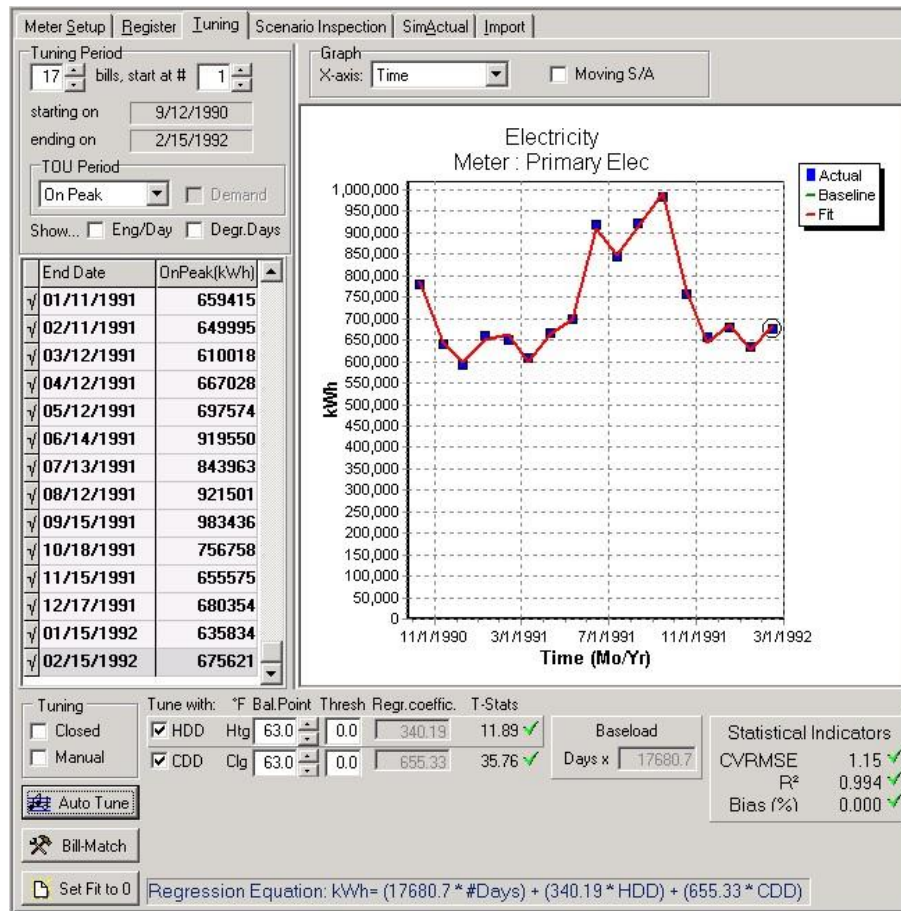 Meter Setup Register Tuning Scenario Inspection SimActual Import
Tuning Period
17 bills, start at # 1
starting on 9/12/1990
ending on 2/15/1992
TOU Period
On Peak Demand
Show... Eng/Day Degr.Days
End Date OnPeak(kWh)
01/11/1991 659415
02/11/1991 649995
03/12/1991 610018
04/12/1991 667028
05/12/1991 697574
06/14/1991 919550
07/13/1991 843963
08/12/1991 921501
09/15/1991 983436
10/18/1991 756758
11/15/1991 655575
12/17/1991 680354
01/15/1992 635834
02/15/1992 675621
Graph
X-axis: Time Moving S/A
Electricity
Meter : Primary Elec
Actual
Baseline
Fit
1,000,000
950,000
900,000
850,000
800,000
750,000
700,000
650,000
600,000
550,000
500,000
450,000
400,000
350,000
300,000
250,000
200,000
150,000
100,000
50,000
0
kWh
11/1/1990 3/1/1991 7/1/1991 11/1/1991 3/1/1992
Time (Mo/Yr)
Tuning
Closed
Manual
Tune with: °F Bal.Point Thresh Regr.coeffic. T-Stats
HDD Htg 63.0 0.0 340.19 11.89
CDD Clg 63.0 0.0 655.33 35.76
Baseload
Days x 17680.7
Statistical Indicators
CVRMSE 1.15
R² 0.994
Bias (%) 0.000
Auto Tune
Bill-Match
Set Fit to 0
Regression Equation: kWh= (17680.7 * #Days) + (340.19 * HDD) + (655.33 * CDD)